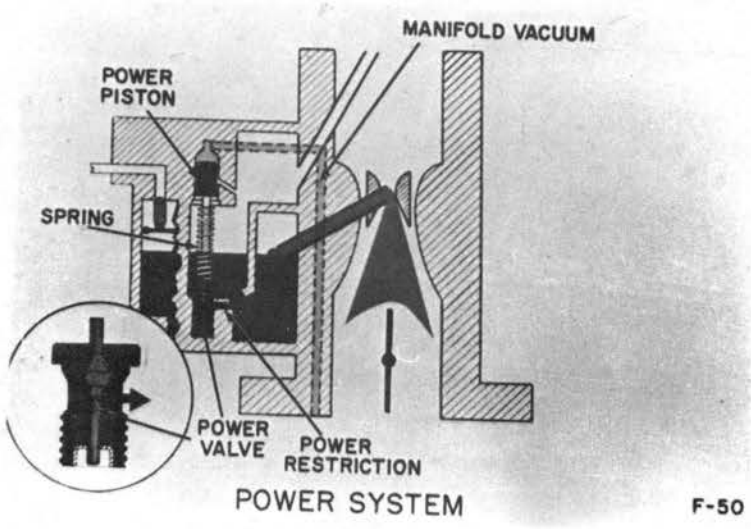 MANIFOLD VACUUM
POWER
PISTON
SPRING
POWER
VALVE
POWER
RESTRICTION
POWER SYSTEM
F-50